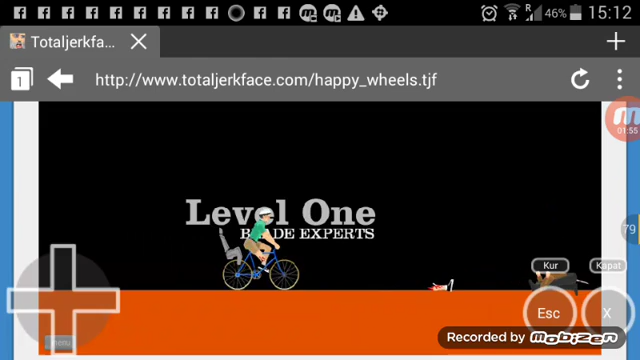 R 46% 15:12
Totaljerkfa...
1 http://www.totaljerkface.com/happy_wheels.tjf
01:55
Level One
BLADE EXPERTS
79
Kur Kapat
Esc X
menu
Recorded by mobizen